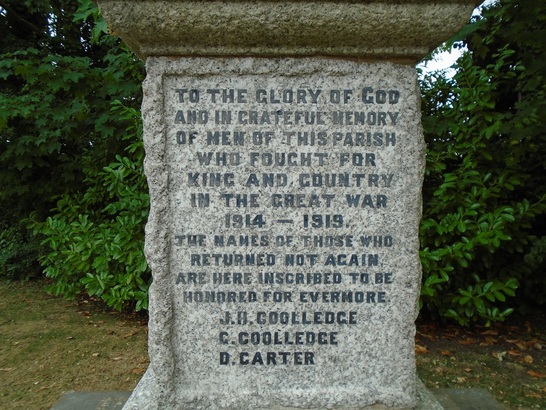 TO THE GLORY OF GOD
AND IN GRATEFUL MEMORY
OF MEN OF THIS PARISH
WHO FOUGHT FOR
KING AND COUNTRY
IN THE GREAT WAR
1914 — 1919.
THE NAMES OF THOSE WHO
RETURNED NOT AGAIN.
ARE HERE INSCRIBED TO BE
HONORED FOR EVERMORE.
J.H. COOLLEDGE
C. COOLLEDGE
D. CARTER